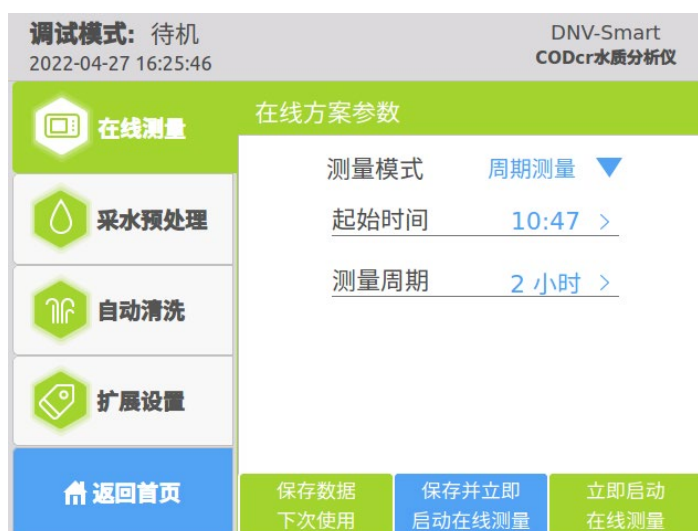 调试模式: 待机
2022-04-27 16:25:46
DNV-Smart
CODcr水质分析仪
在线测量
采水预处理
自动清洗
扩展设置
返回首页
在线方案参数
测量模式 周期测量
起始时间 10:47 >
测量周期 2 小时 >
保存数据
下次使用
保存并立即
启动在线测量
立即启动
在线测量